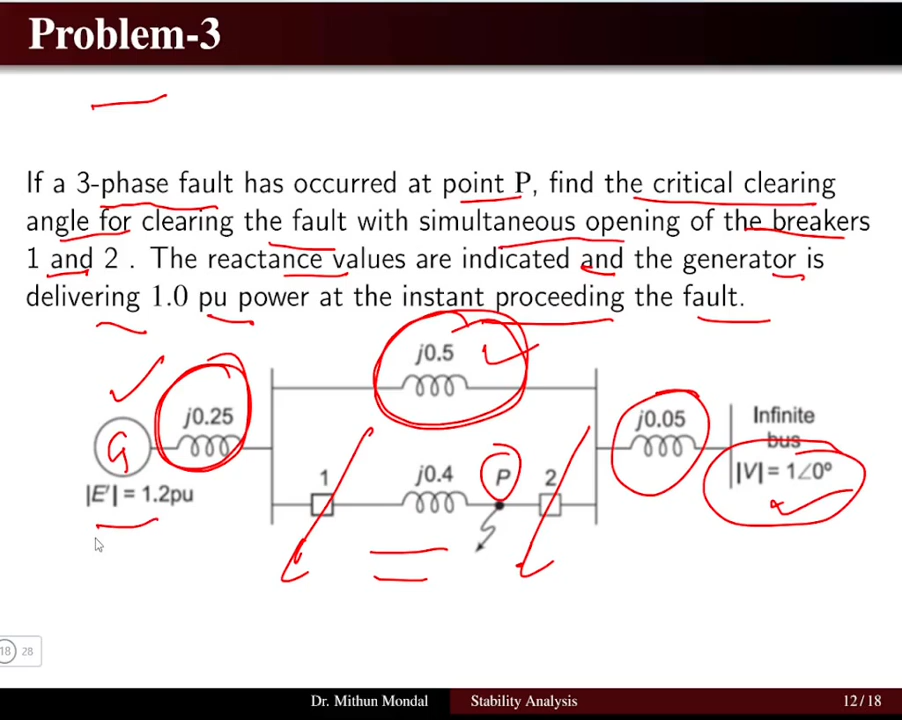 Problem-3
If a 3-phase fault has occurred at point P, find the critical clearing
angle for clearing the fault with simultaneous opening of the breakers
1 and 2 . The reactance values are indicated and the generator is
delivering 1.0 pu power at the instant proceeding the fault.
j0.5
j0.25
j0.05
Infinite
bus
G
1
j0.4
P
2
|V| = 1∠0º
|E'| = 1.2pu
18 28
Dr. Mithun Mondal
Stability Analysis
12/18